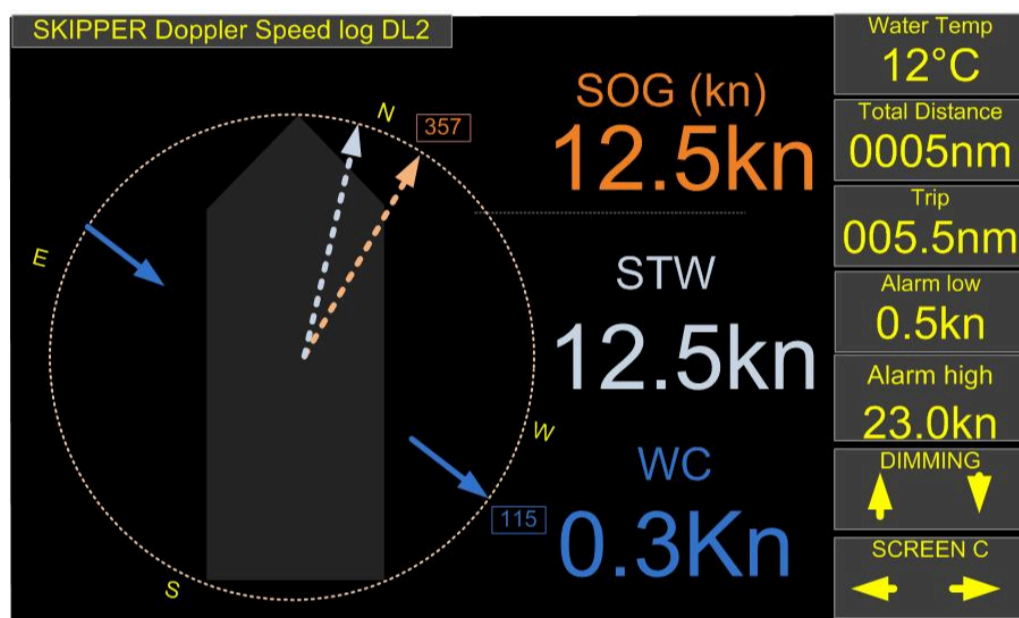 SKIPPER Doppler Speed log DL2
N
357
E
W
115
S
SOG (kn)
12.5kn
STW
12.5kn
WC
0.3Kn
Water Temp
12°C
Total Distance
0005nm
Trip
005.5nm
Alarm low
0.5kn
Alarm high
23.0kn
DIMMING
SCREEN C